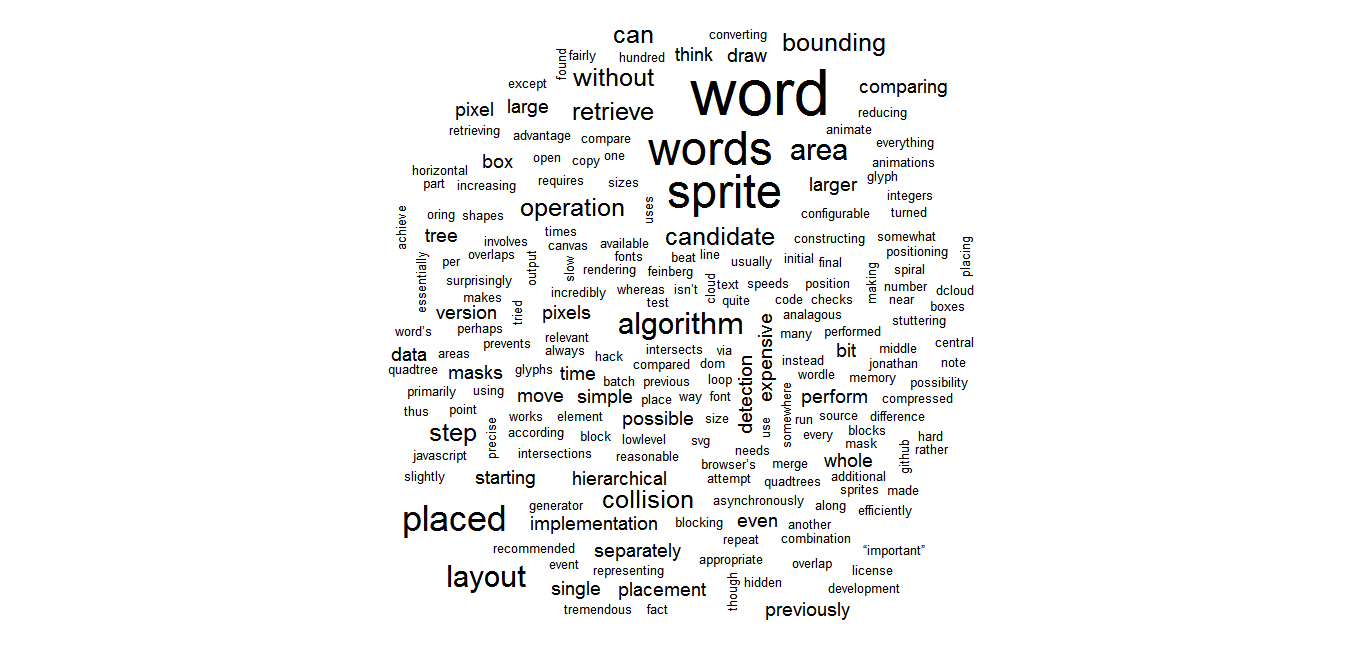 can converting bounding
found fairly hundred think draw
without word comparing
except
pixel large retrieve reducing
retrieving advantage compare animate
words area everything
horizontal box open copy one animations
part increasing requires sizes sprite larger glyph
integers
achieve oring shapes operation uses configurable turned
tree involves times candidate constructing somewhat
canvas available
essentially per overlaps output slow fonts beat line usually initial final positioning placing
rendering feinberg making spiral
surprisingly cloud text speeds position number dcloud
makes incredibly whereas isn’t quite code checks near
test boxes
version tried pixels algorithm expensive analagous stuttering
word’s perhaps many performed
prevents relevant central
data areas always hack intersects via detection bit middle
quadtree masks glyphs time compared dom instead jonathan note
batch previous loop wordle memory possibility
primarily using move simple place way font somewhere perform compressed
thus point works element possible size use run source difference
step precise according block lowlevel svg every blocks
mask github hard
javascript intersections reasonable needs rather
browser’s merge whole
slightly starting hierarchical attempt quadtrees additional
collision sprites made
generator asynchronously along efficiently
placed implementation blocking even another
repeat combination
recommended separately “important”
event representing appropriate overlap license
layout single placement though hidden development
tremendous fact previously